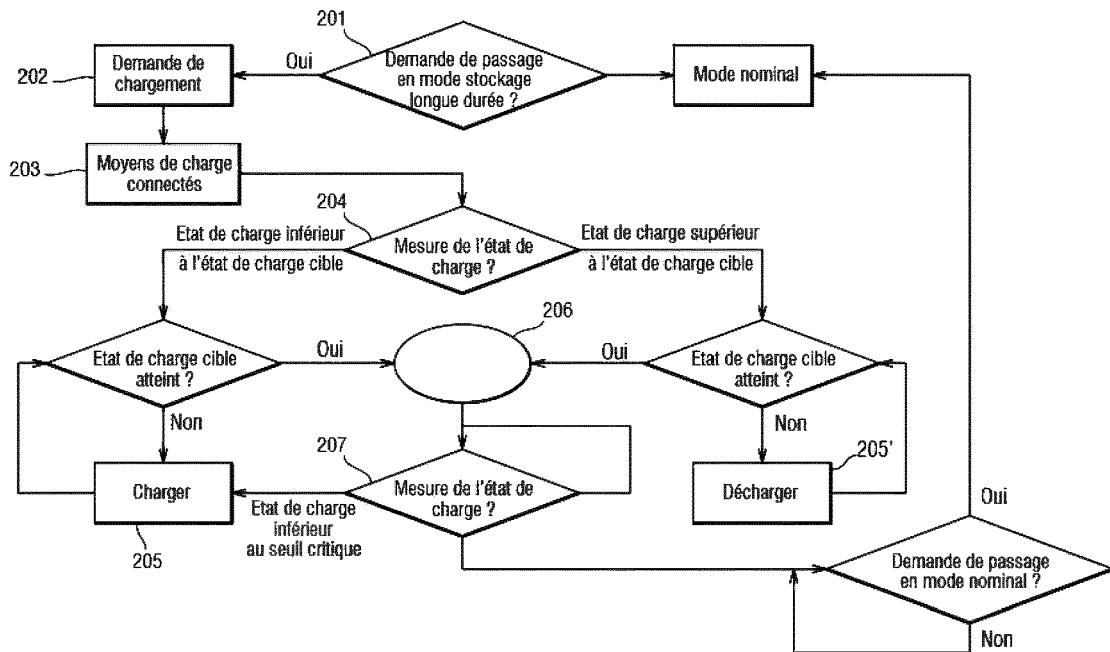 201
Oui
Demande de passage
en mode stockage
longue durée ?
Mode nominal
202
Demande de
chargement
203
Moyens de charge
connectés
204
Etat de charge inférieur
à l'état de charge cible
Mesure de l'état de
charge ?
Etat de charge supérieur
à l'état de charge cible
206
Etat de charge cible
atteint ?
Oui
Oui
Etat de charge cible
atteint ?
Non
Non
207
205'
Charger
Mesure de l'état de
charge ?
Décharger
205
Etat de charge
inférieur
au seuil critique
Oui
Demande de passage
en mode nominal ?
Non